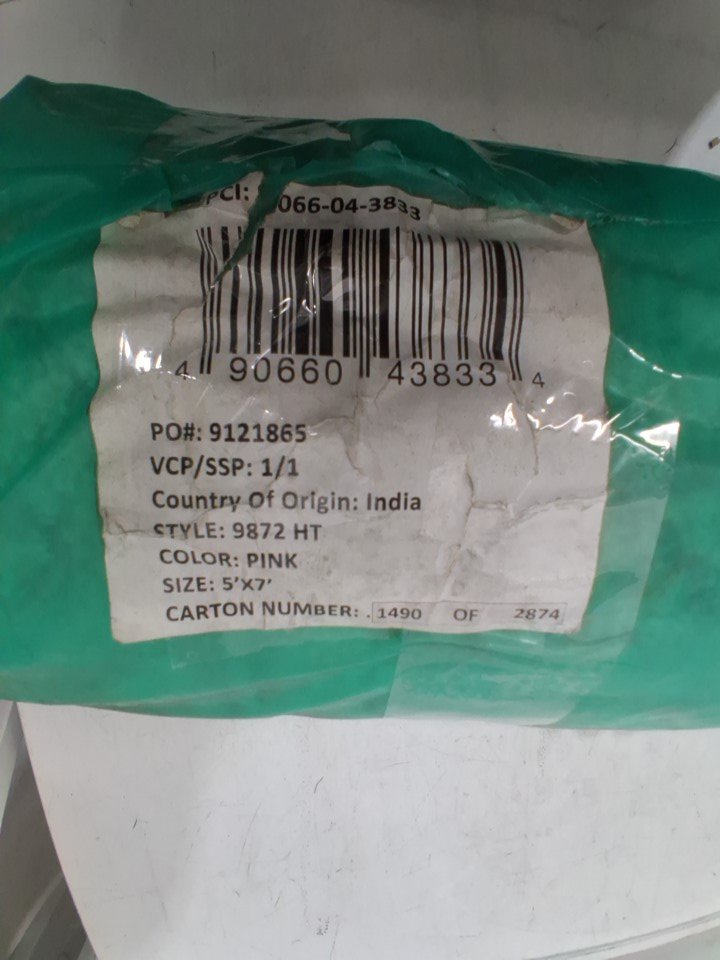 PCI: 066-04-3833
4 90660 43833 4
PO#: 9121865
VCP/SSP: 1/1
Country Of Origin: India
STYLE: 9872 HT
COLOR: PINK
SIZE: 5'X7'
CARTON NUMBER: . 1490 OF 2874